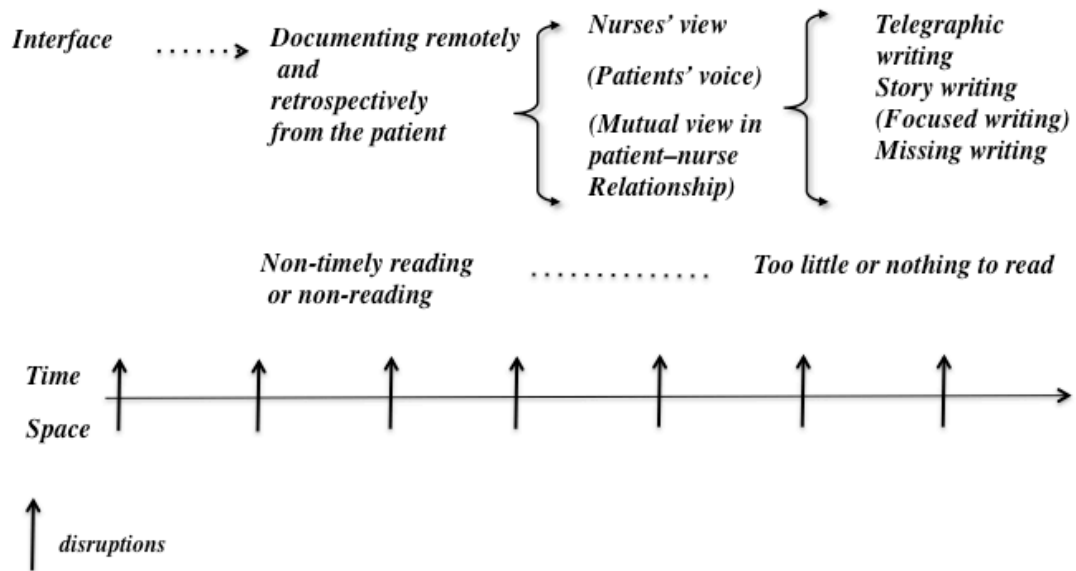 Interface
Documenting remotely
and
retrospectively
from the patient
Nurses’ view
(Patients’ voice)
(Mutual view in
patient–nurse
Relationship)
Telegraphic
writing
Story writing
(Focused writing)
Missing writing
Non-timely reading
or non-reading
Too little or nothing to read
Time
Space
disruptions